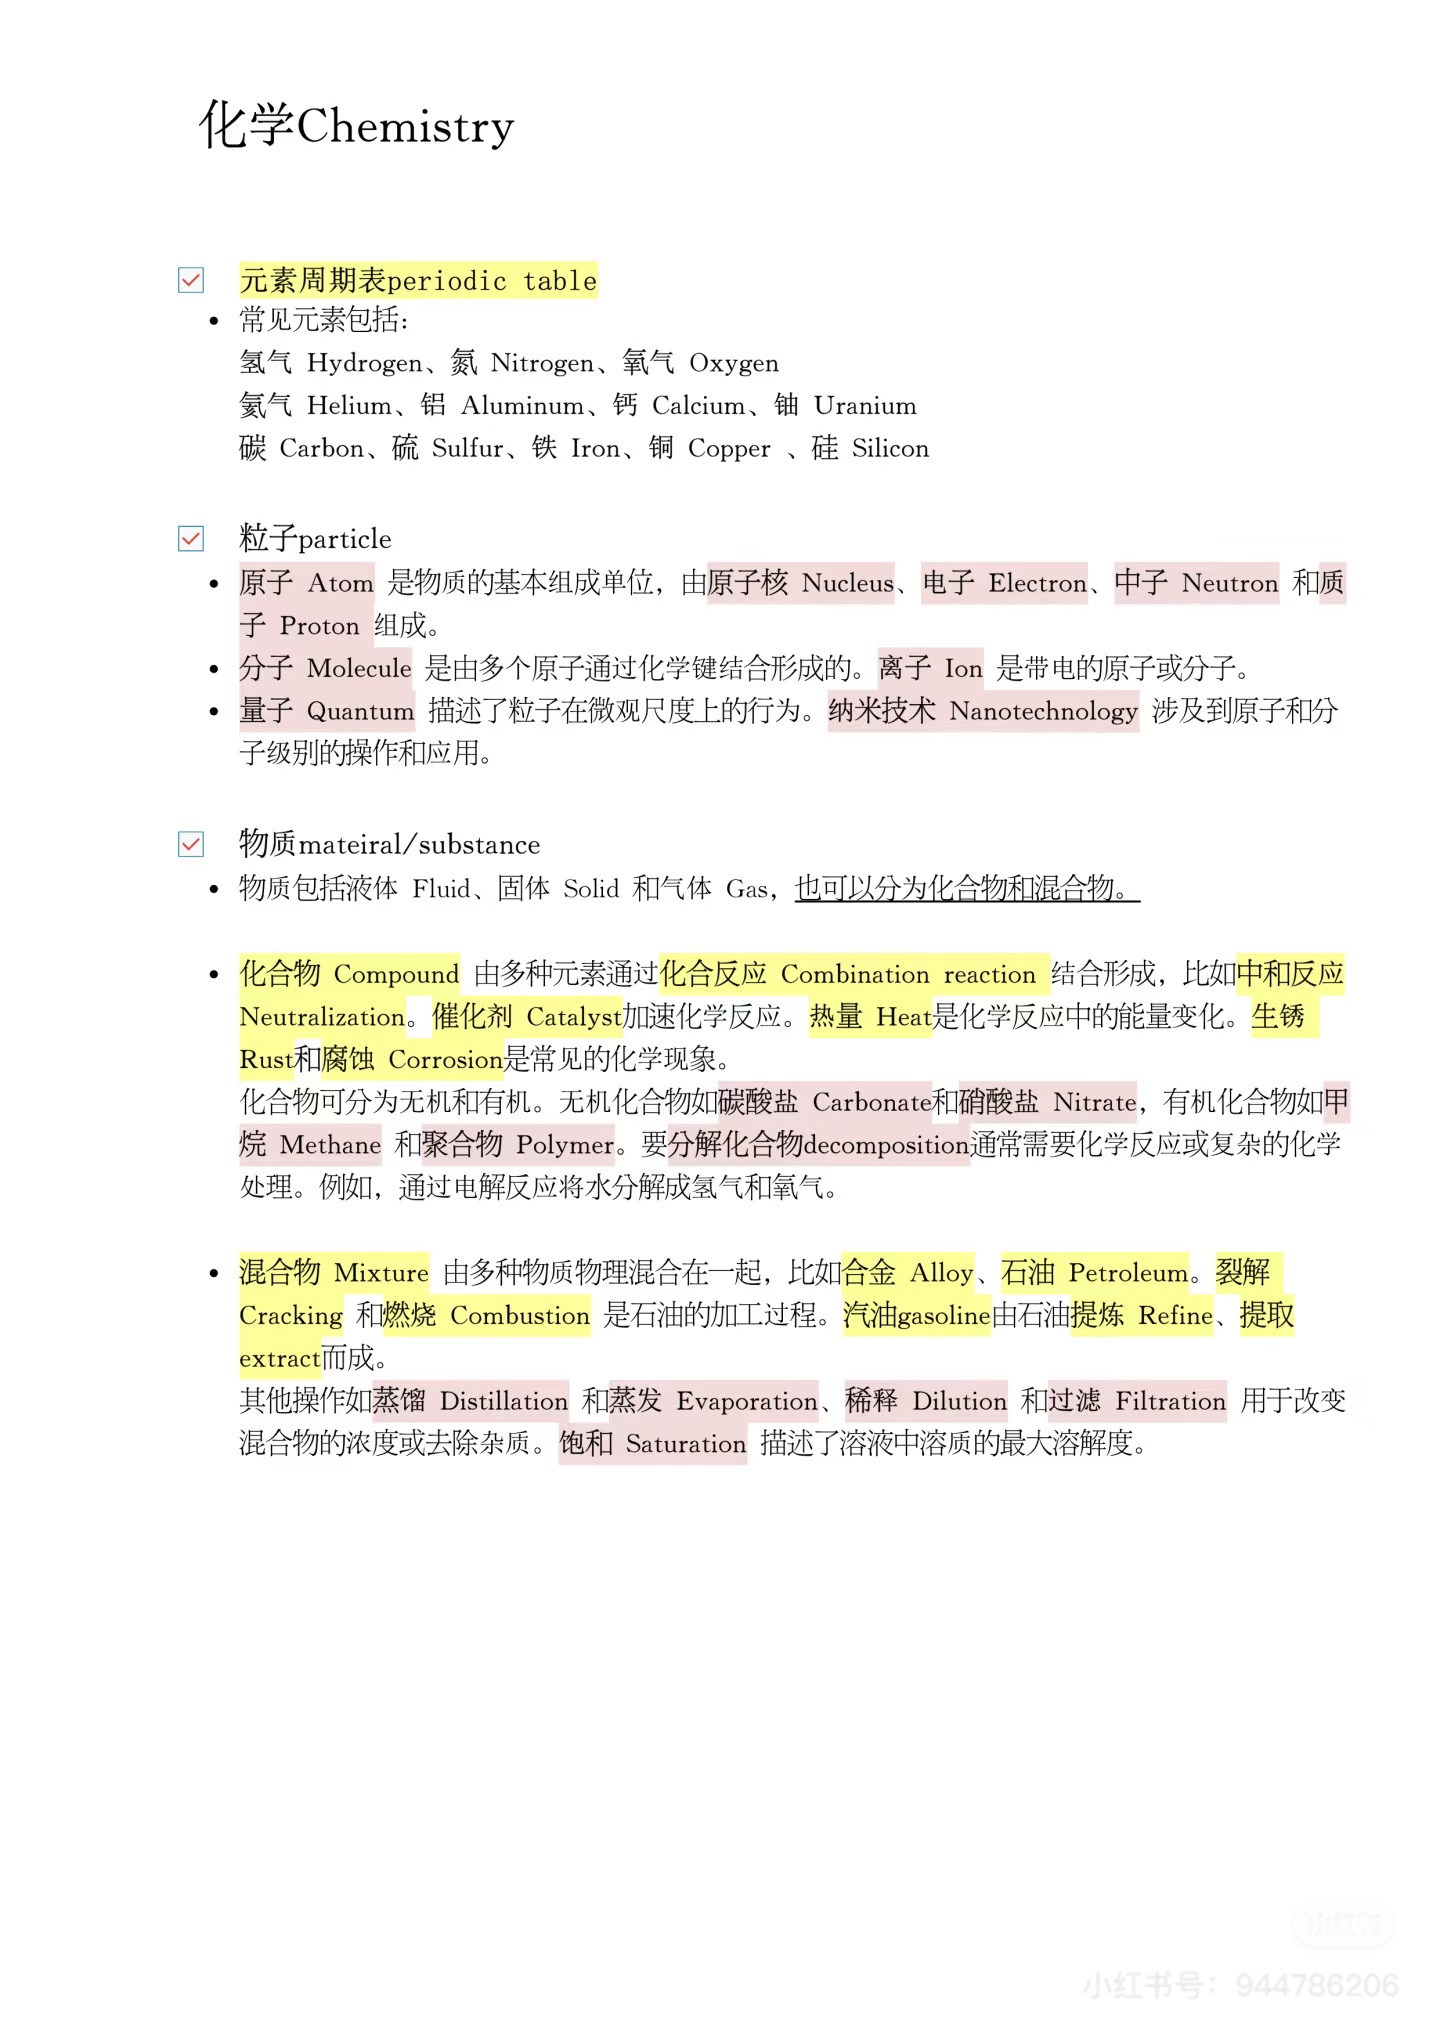 化学Chemistry
元素周期表periodic table
常见元素包括：
氢气 Hydrogen、氮 Nitrogen、氧气 Oxygen
氦气 Helium、铝 Aluminum、钙 Calcium、铀 Uranium
碳 Carbon、硫 Sulfur、铁 Iron、铜 Copper 、硅 Silicon
粒子particle
原子 Atom 是物质的基本组成单位，由原子核 Nucleus、电子 Electron、中子 Neutron 和质
子 Proton 组成。
分子 Molecule 是由多个原子通过化学键结合形成的。离子 Ion 是带电的原子或分子。
量子 Quantum 描述了粒子在微观尺度上的行为。纳米技术 Nanotechnology 涉及到原子和分
子级别的操作和应用。
物质mateiral/substance
物质包括液体 Fluid、固体 Solid 和气体 Gas，也可以分为化合物和混合物。
化合物 Compound 由多种元素通过化合反应 Combination reaction 结合形成，比如中和反应
Neutralization。催化剂 Catalyst加速化学反应。热量 Heat是化学反应中的能量变化。生锈
Rust和腐蚀 Corrosion是常见的化学现象。
化合物可分为无机和有机。无机化合物如碳酸盐 Carbonate和硝酸盐 Nitrate，有机化合物如甲
烷 Methane 和聚合物 Polymer。要分解化合物decomposition通常需要化学反应或复杂的化学
处理。例如，通过电解反应将水分解成氢气和氧气。
混合物 Mixture 由多种物质物理混合在一起，比如合金 Alloy、石油 Petroleum。裂解
Cracking 和燃烧 Combustion 是石油的加工过程。汽油gasoline由石油提炼 Refine、提取
extract而成。
其他操作如蒸馏 Distillation 和蒸发 Evaporation、稀释 Dilution 和过滤 Filtration 用于改变
混合物的浓度或去除杂质。饱和 Saturation 描述了溶液中溶质的最大溶解度。
小红书
小红书号：944786206